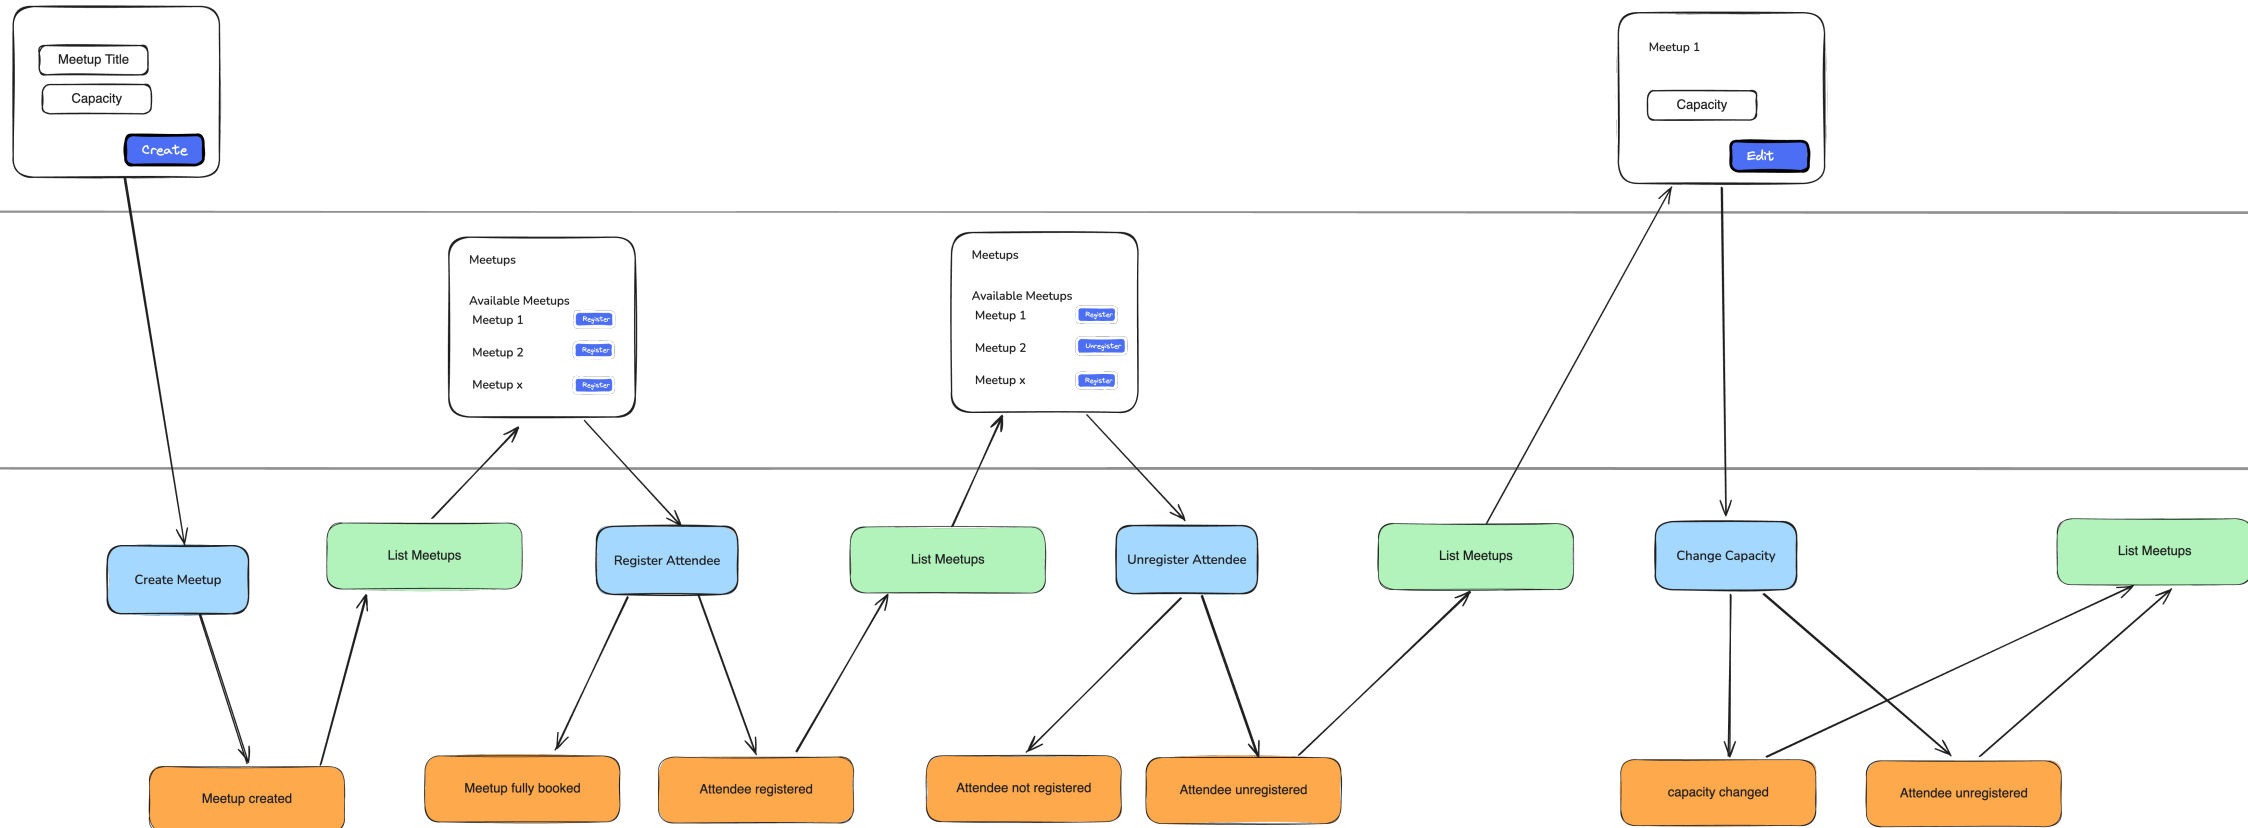 Meetup Title
Capacity
Create
Meetup 1
Capacity
Edit
Meetups
Available Meetups
Meetup 1 Register
Meetup 2 Register
Meetup x Register
Meetups
Available Meetups
Meetup 1 Register
Meetup 2 Unregister
Meetup x Register
Create Meetup
List Meetups
Register Attendee
List Meetups
Unregister Attendee
List Meetups
Change Capacity
List Meetups
Meetup created
Meetup fully booked
Attendee registered
Attendee not registered
Attendee unregistered
capacity changed
Attendee unregistered